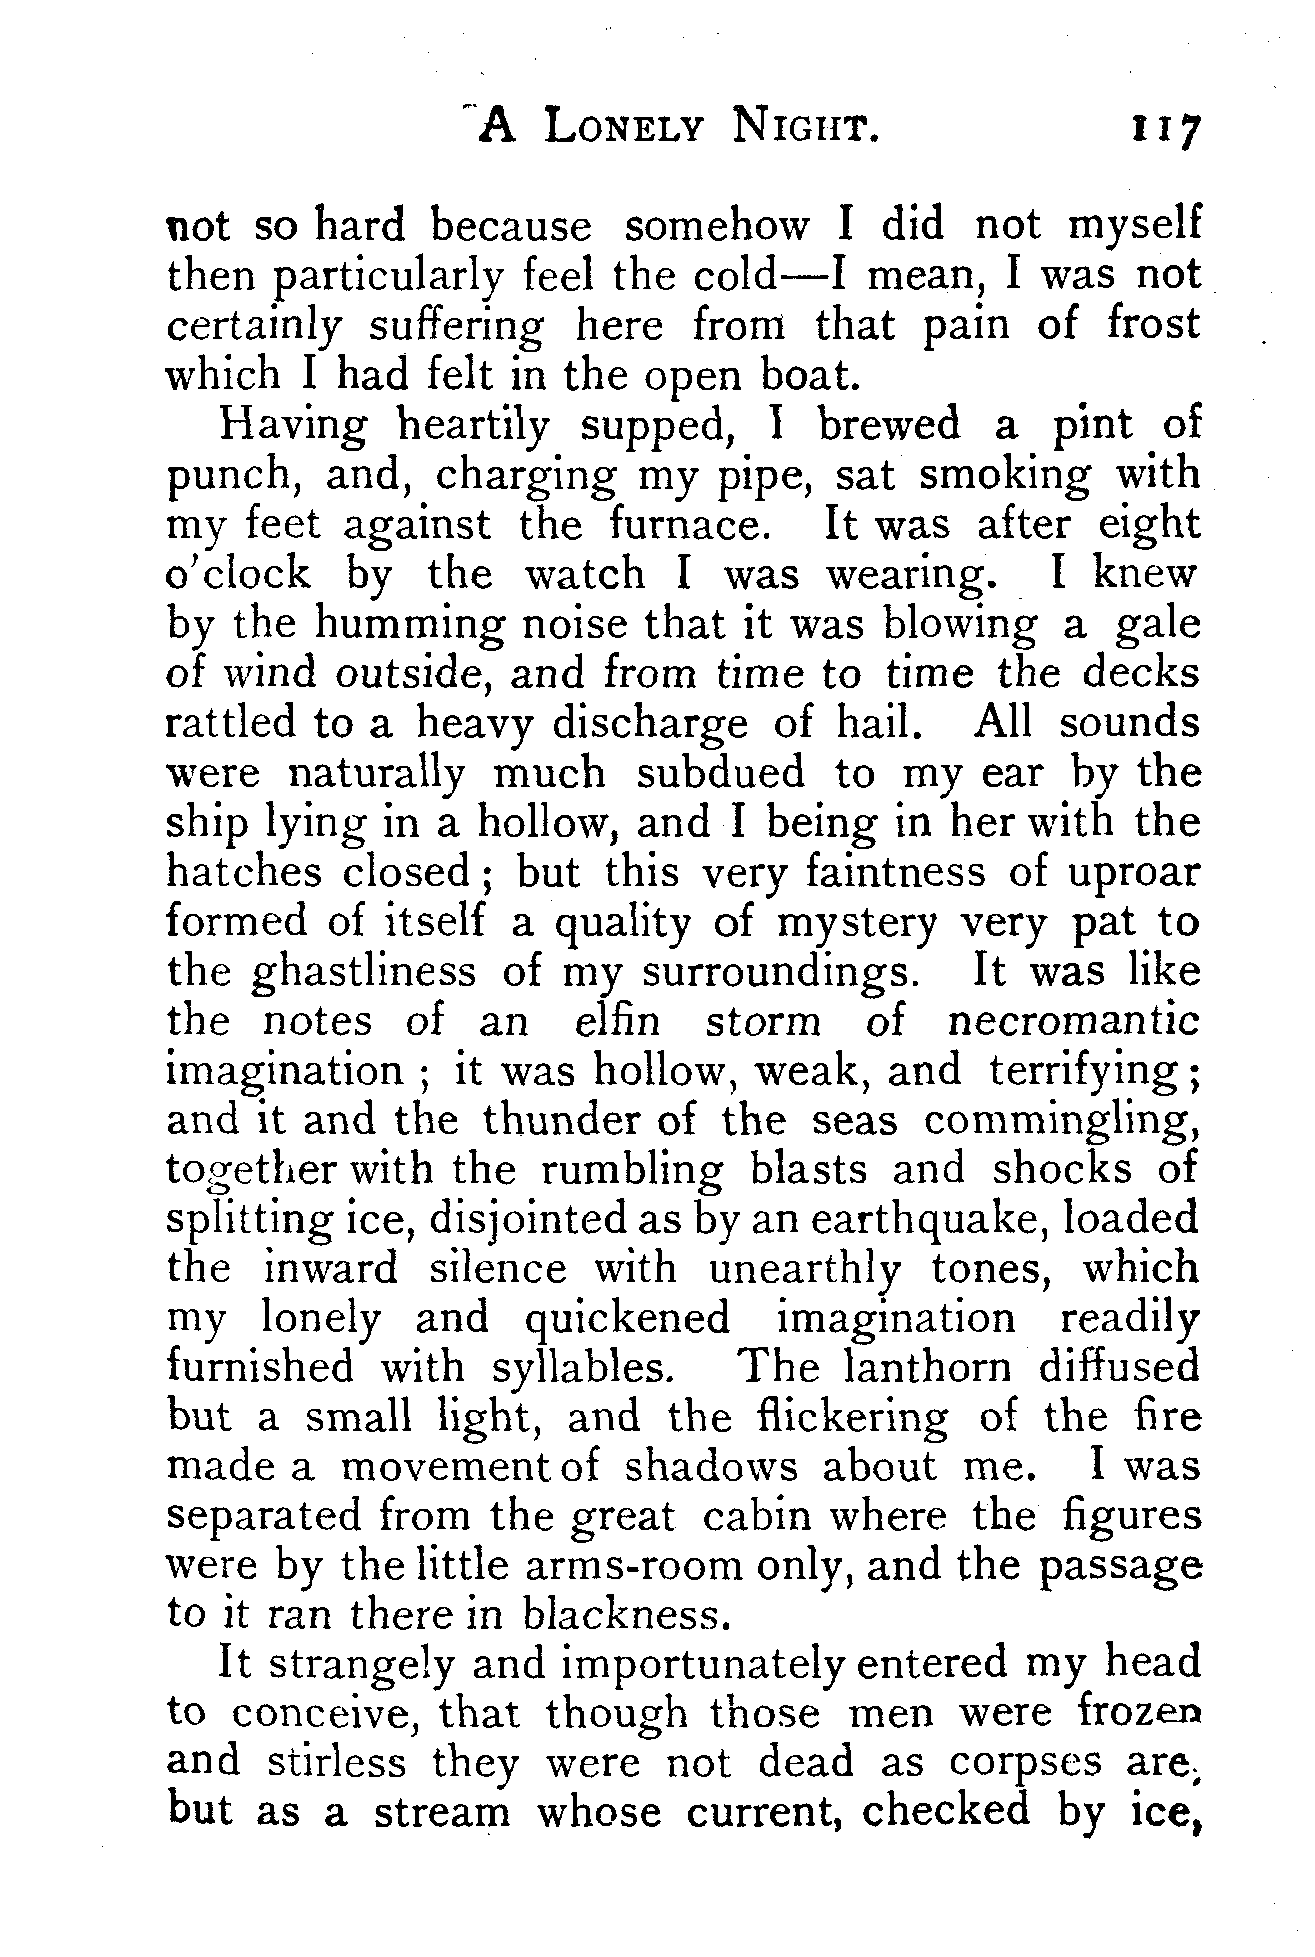 A LONELY NIGHT. 117
not so hard because somehow I did not myself
then particularly feel the cold—I mean, I was not
certainly suffering here from that pain of frost
which I had felt in the open boat.
Having heartily supped, I brewed a pint of
punch, and, charging my pipe, sat smoking with
my feet against the furnace. It was after eight
o'clock by the watch I was wearing. I knew
by the humming noise that it was blowing a gale
of wind outside, and from time to time the decks
rattled to a heavy discharge of hail. All sounds
were naturally much subdued to my ear by the
ship lying in a hollow, and I being in her with the
hatches closed ; but this very faintness of uproar
formed of itself a quality of mystery very pat to
the ghastliness of my surroundings. It was like
the notes of an elfin storm of necromantic
imagination ; it was hollow, weak, and terrifying ;
and it and the thunder of the seas commingling,
together with the rumbling blasts and shocks of
splitting ice, disjointed as by an earthquake, loaded
the inward silence with unearthly tones, which
my lonely and quickened imagination readily
furnished with syllables. The lanthorn diffused
but a small light, and the flickering of the fire
made a movement of shadows about me. I was
separated from the great cabin where the figures
were by the little arms-room only, and the passage
to it ran there in blackness.
It strangely and importunately entered my head
to conceive, that though those men were frozen
and stirless they were not dead as corpses are,
but as a stream whose current, checked by ice,